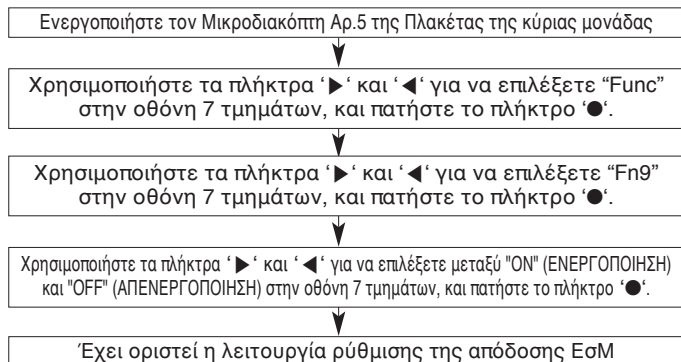 Ενεργοποιήστε τον Μικροδιακόπτη Αρ.5 της Πλακέτας της κύριας μονάδας
Χρησιμοποιήστε τα πλήκτρα ‘▶‘ και ‘◀‘ για να επιλέξετε “Func”
στην οθόνη 7 τμημάτων, και πατήστε το πλήκτρο ‘●‘.
Χρησιμοποιήστε τα πλήκτρα ‘▶‘ και ‘◀‘ για να επιλέξετε “Fn9”
στην οθόνη 7 τμημάτων, και πατήστε το πλήκτρο ‘●‘.
Χρησιμοποιήστε τα πλήκτρα ‘▶‘ και ‘◀‘ για να επιλέξετε μεταξύ "ON" (ΕΝΕΡΓΟΠΟΙΗΣΗ)
και "OFF" (ΑΠΕΝΕΡΓΟΠΟΙΗΣΗ) στην οθόνη 7 τμημάτων, και πατήστε το πλήκτρο ‘●‘.
Έχει οριστεί η λειτουργία ρύθμισης της απόδοσης ΕσΜ